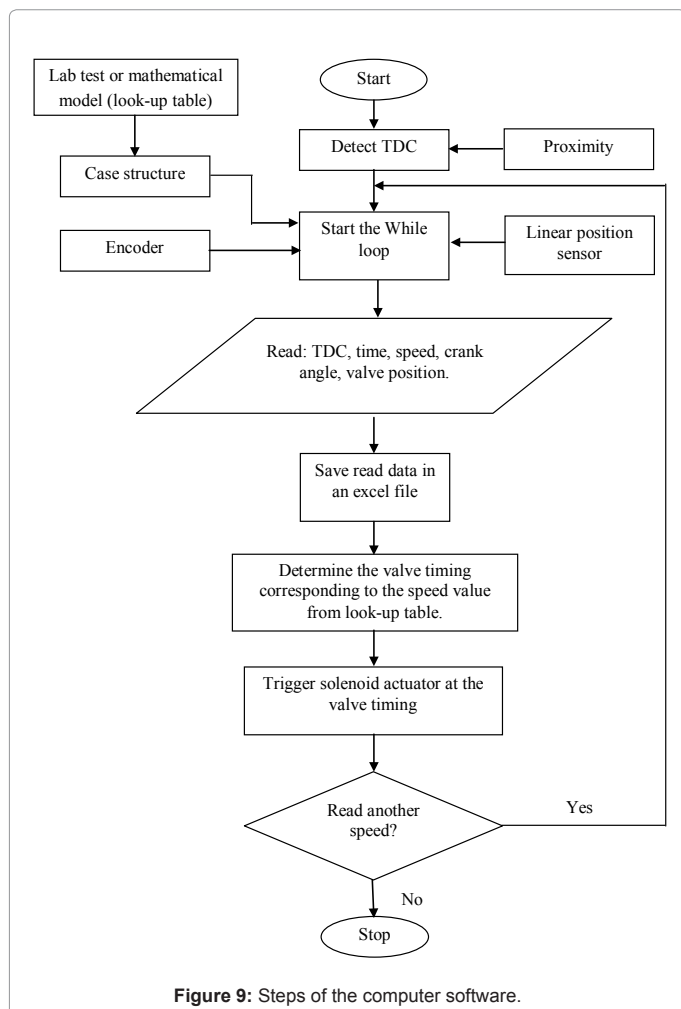 Lab test or mathematical
model (look-up table)
Start
Detect TDC
Proximity
Case structure
Start the While
loop
Encoder
Linear position
sensor
Read: TDC, time, speed, crank
angle, valve position.
Save read data in
an excel file
Determine the valve timing
corresponding to the speed value
from look-up table.
Trigger solenoid actuator at the
valve timing
Read another
speed?
Yes
No
Stop
Figure 9: Steps of the computer software.